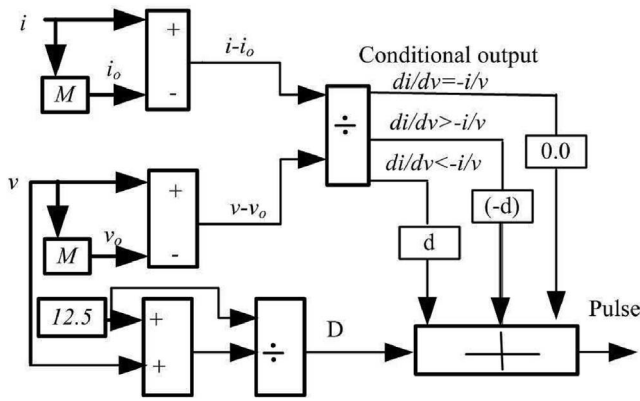 i
+
i-iₒ
Conditional output
iₒ
M
-
di/dv=-i/v
÷
di/dv>-i/v
0.0
di/dv<-i/v
v
+
v-vₒ
(-d)
vₒ
M
-
d
12.5
+
÷
D
Pulse
+
+